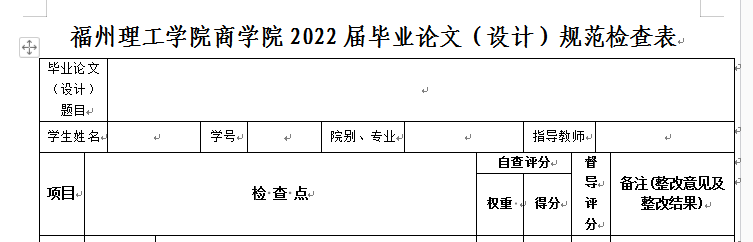 福州理工学院商学院 2022 届毕业论文（设计）规范检查表
毕业论文
（设计）
题目
学生姓名 学号 院别、专业 指导教师
项目 检 查 点 自查评分 督导评分 备注(整改意见及
整改结果)
权重 得分